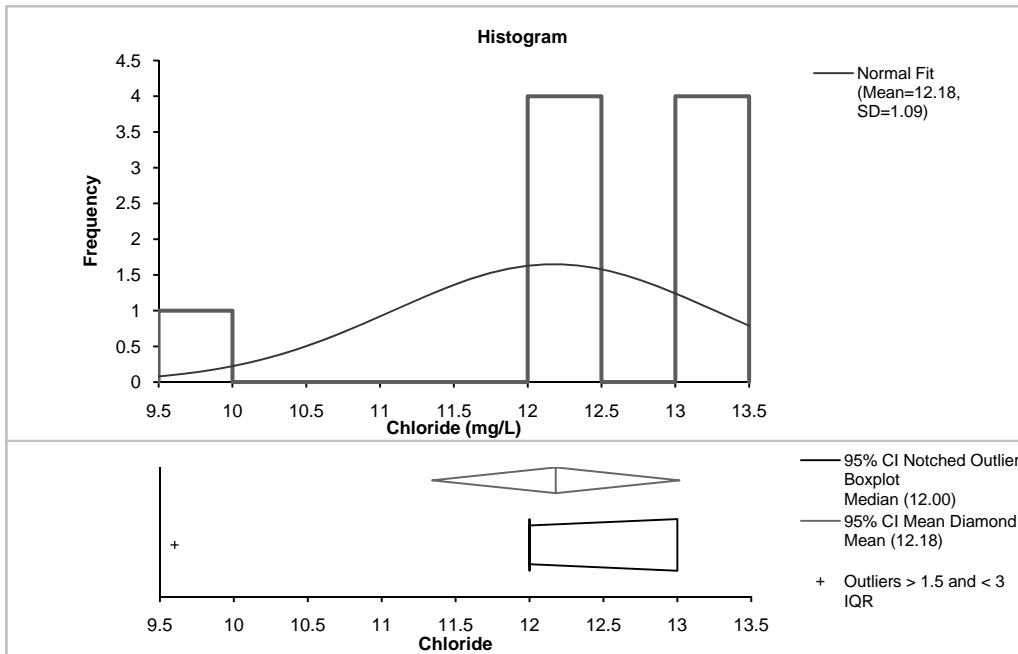 Histogram
4.5
4
3.5
3
2.5
2
1.5
1
0.5
0
Frequency
9.5 10 10.5 11 11.5 12 12.5 13 13.5
Chloride (mg/L)
Normal Fit
(Mean=12.18,
SD=1.09)
95% CI Notched Outlier
Boxplot
Median (12.00)
95% CI Mean Diamond
Mean (12.18)
+ Outliers > 1.5 and < 3
IQR
9.5 10 10.5 11 11.5 12 12.5 13 13.5
Chloride